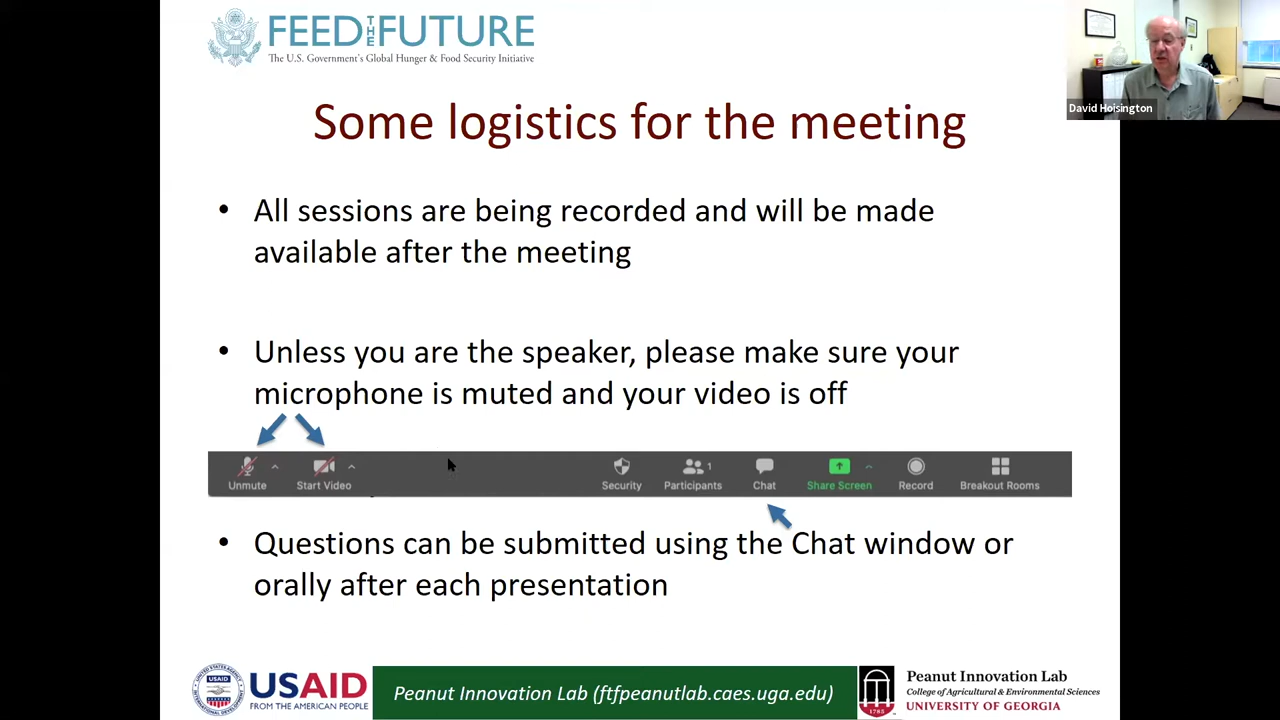 FEED THE FUTURE
The U.S. Government's Global Hunger & Food Security Initiative
David Hoisington
Some logistics for the meeting
• All sessions are being recorded and will be made
available after the meeting
• Unless you are the speaker, please make sure your
microphone is muted and your video is off
Unmute Start Video Security Participants 1 Chat Share Screen Record Breakout Rooms
• Questions can be submitted using the Chat window or
orally after each presentation
USAID
USAID
FROM THE AMERICAN PEOPLE
Peanut Innovation Lab (ftfpeanutlab.caes.uga.edu)
1785
Peanut Innovation Lab
College of Agricultural & Environmental Sciences
UNIVERSITY OF GEORGIA